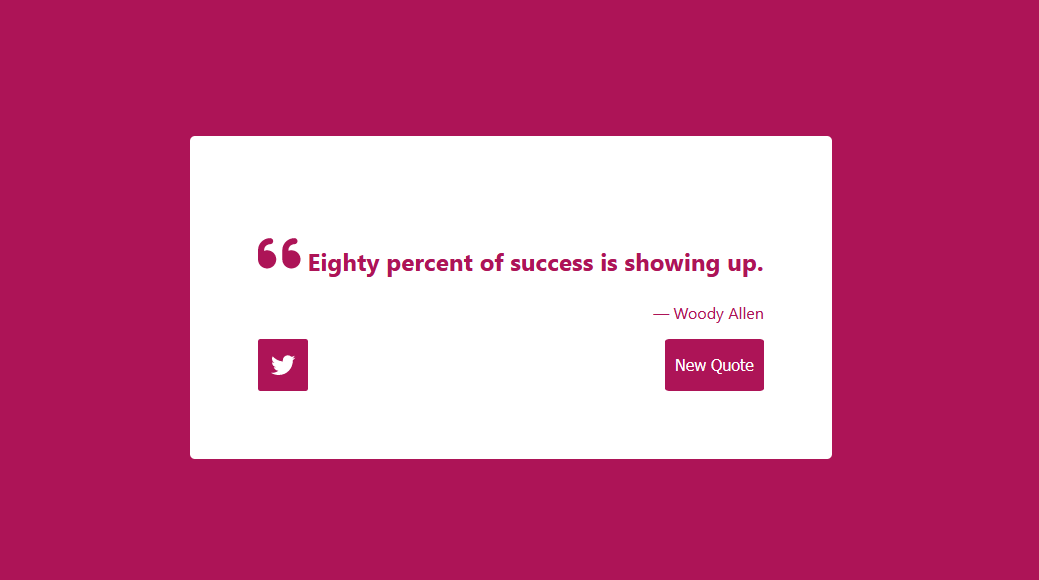 “ Eighty percent of success is showing up.
— Woody Allen
New Quote